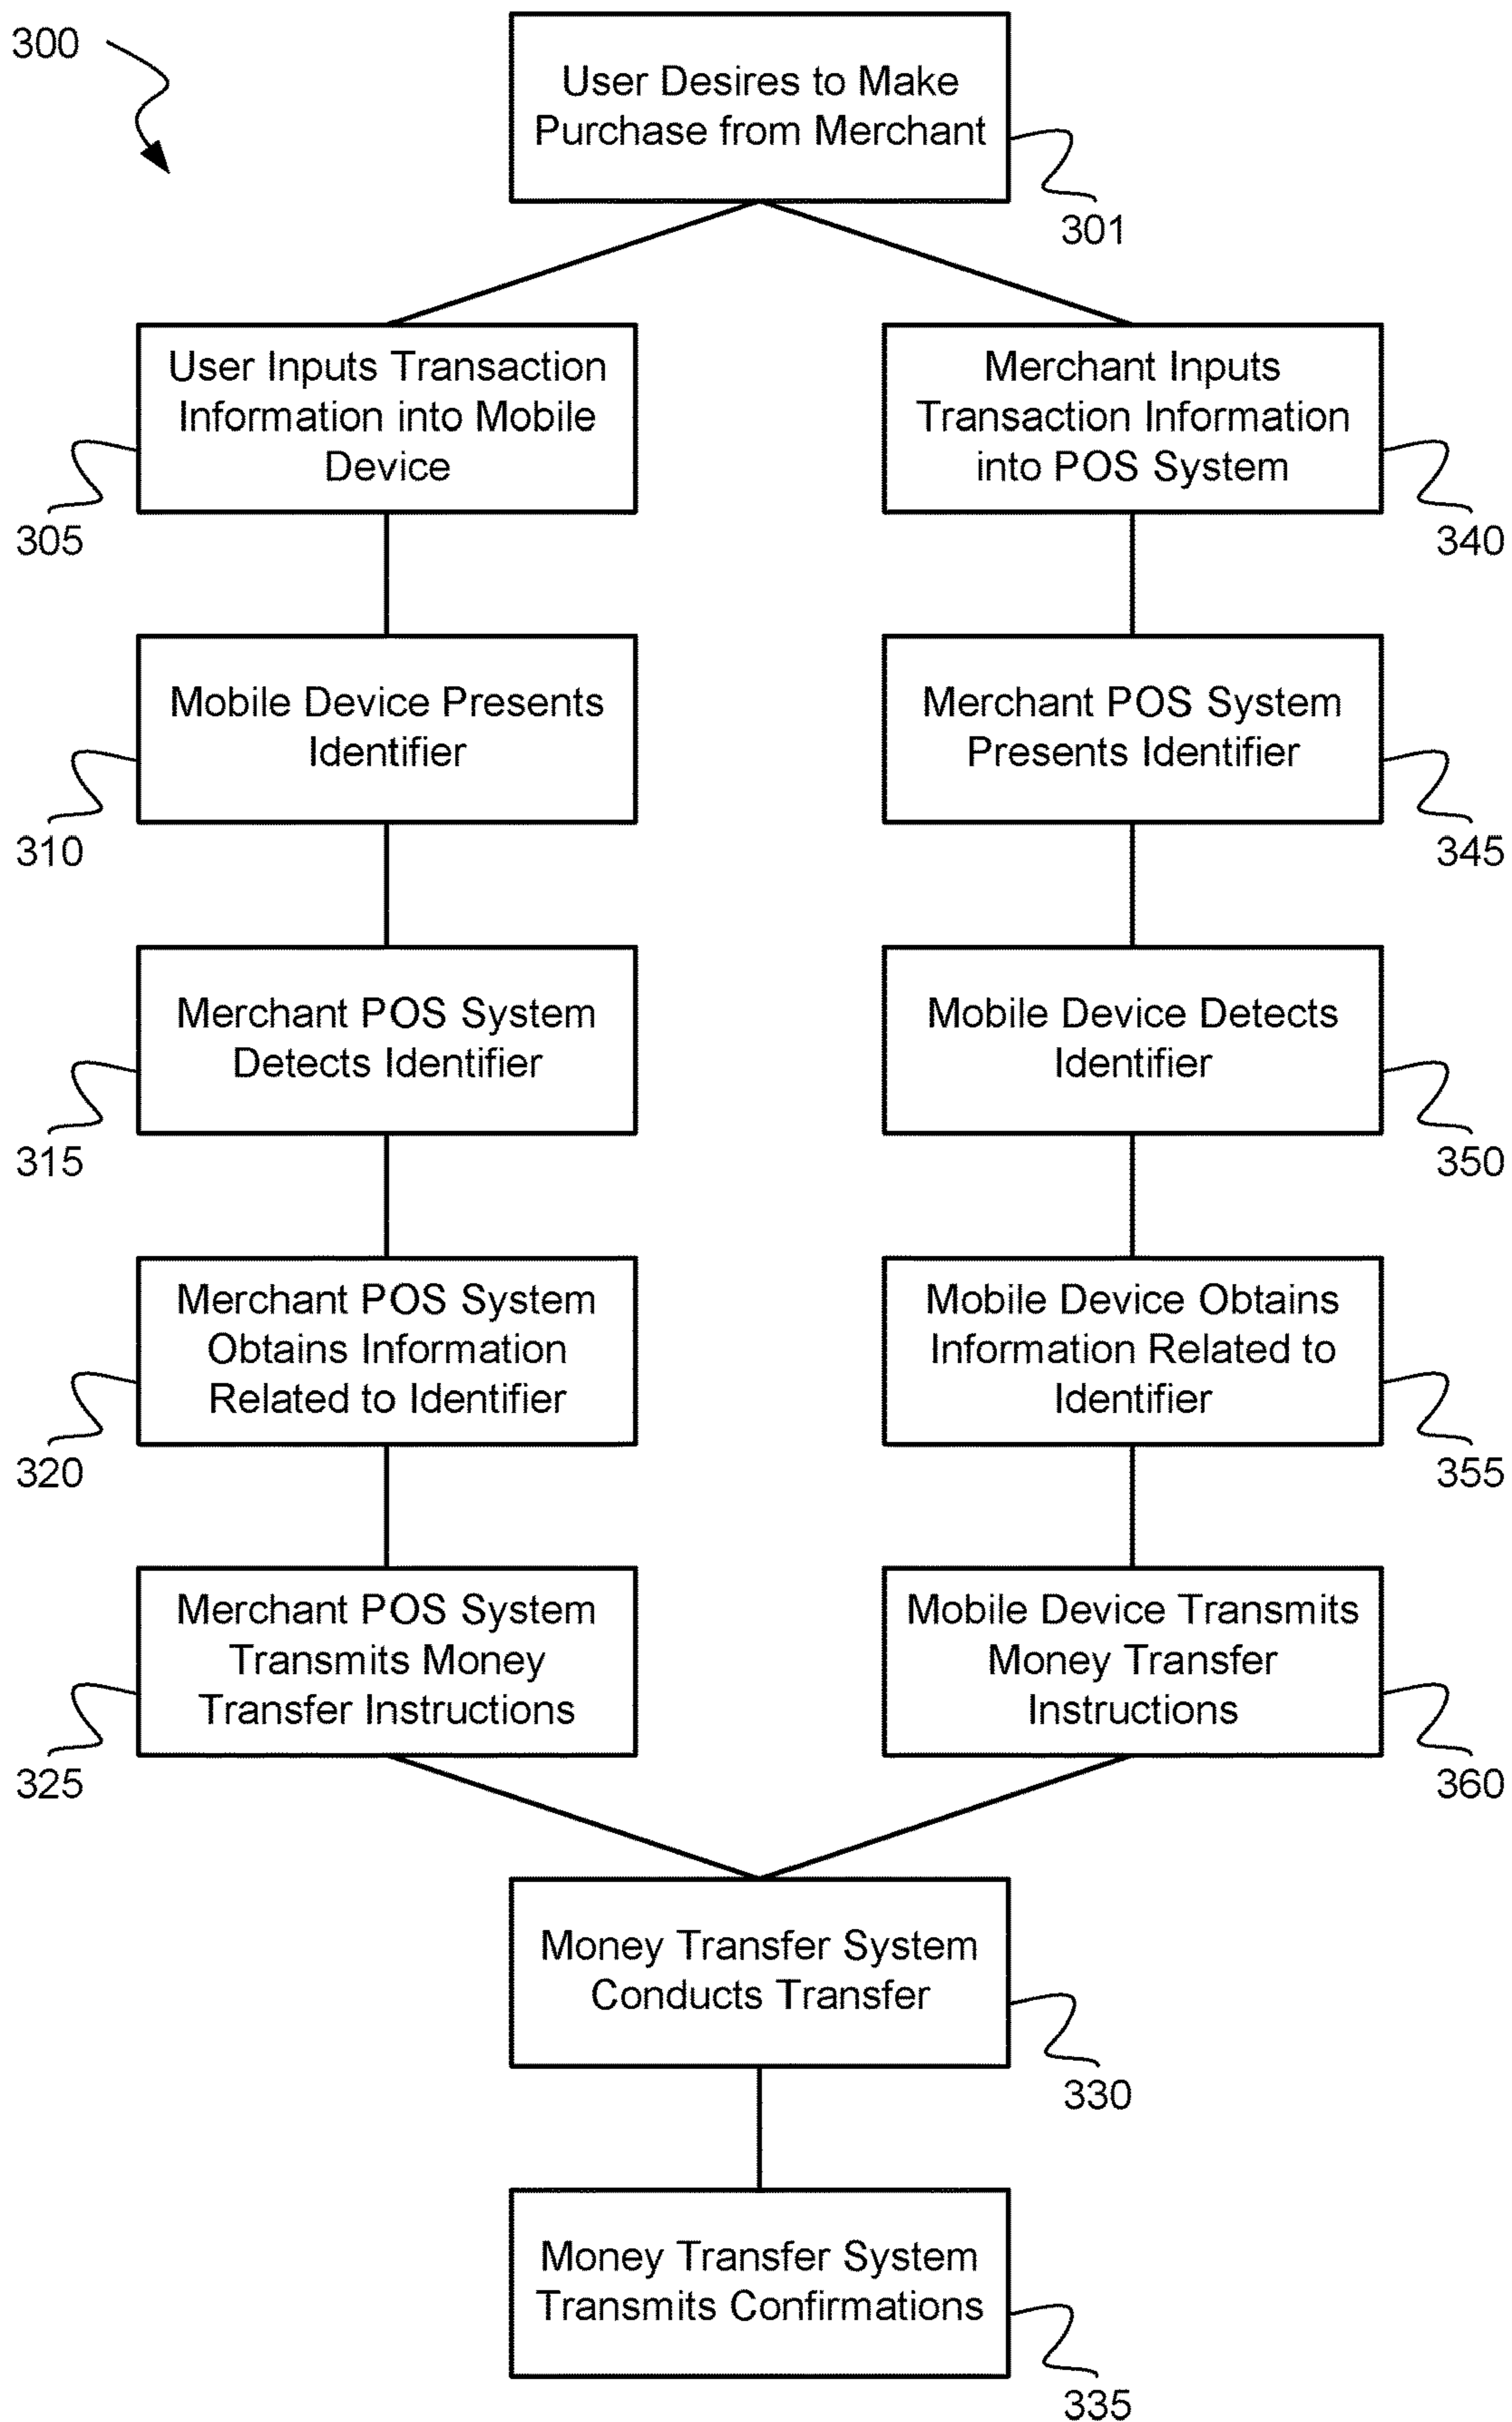 300
User Desires to Make
Purchase from Merchant
301
User Inputs Transaction
Information into Mobile
Device
305
Merchant Inputs
Transaction Information
into POS System
340
Mobile Device Presents
Identifier
310
Merchant POS System
Presents Identifier
345
Merchant POS System
Detects Identifier
315
Mobile Device Detects
Identifier
350
Merchant POS System
Obtains Information
Related to Identifier
320
Mobile Device Obtains
Information Related to
Identifier
355
Merchant POS System
Transmits Money
Transfer Instructions
325
Mobile Device Transmits
Money Transfer
Instructions
360
Money Transfer System
Conducts Transfer
330
Money Transfer System
Transmits Confirmations
335